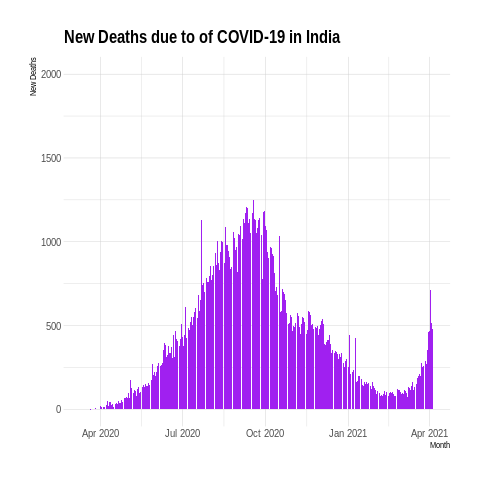 New Deaths due to of COVID-19 in India
New Deaths
2000
1500
1000
500
0
Apr 2020 Jul 2020 Oct 2020 Jan 2021 Apr 2021
Month